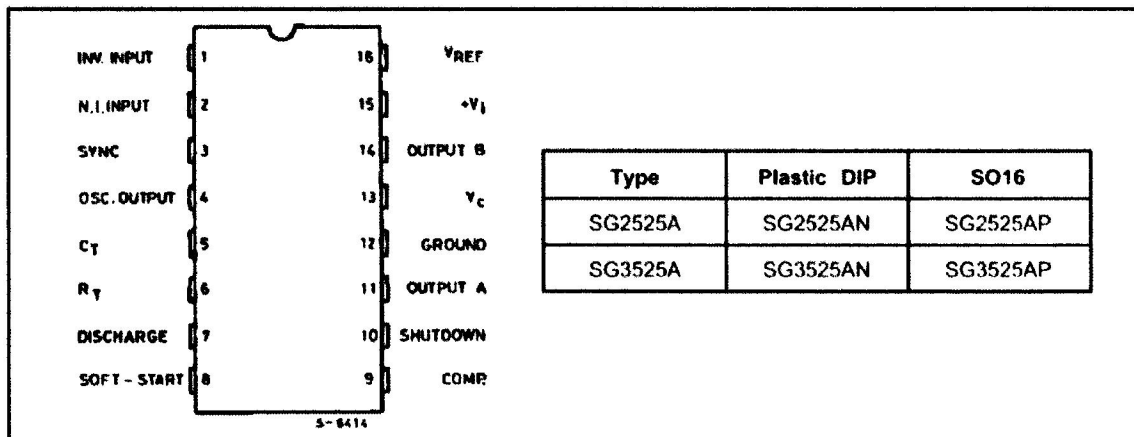 INV. INPUT 1 16 VREF
N.I. INPUT 2 15 +Vi
SYNC 3 14 OUTPUT B
OSC. OUTPUT 4 13 Vc
CT 5 12 GROUND
RT 6 11 OUTPUT A
DISCHARGE 7 10 SHUTDOWN
SOFT - START 8 9 COMP.
S-6414
Type Plastic DIP SO16
SG2525A SG2525AN SG2525AP
SG3525A SG3525AN SG3525AP